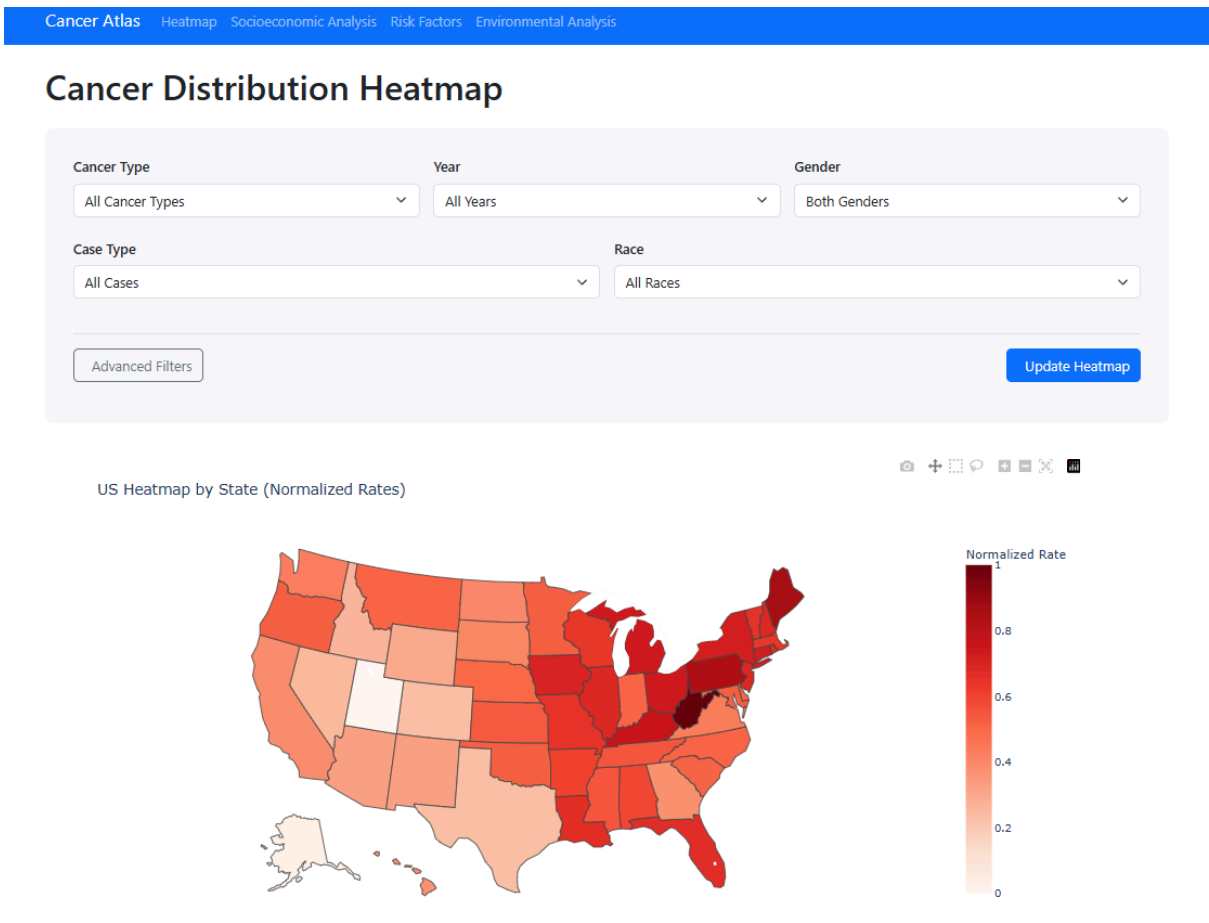 Cancer Atlas Heatmap Socioeconomic Analysis Risk Factors Environmental Analysis
Cancer Distribution Heatmap
Cancer Type Year Gender
All Cancer Types All Years Both Genders
Case Type Race
All Cases All Races
Advanced Filters Update Heatmap
US Heatmap by State (Normalized Rates)
Normalized Rate
1
0.8
0.6
0.4
0.2
0